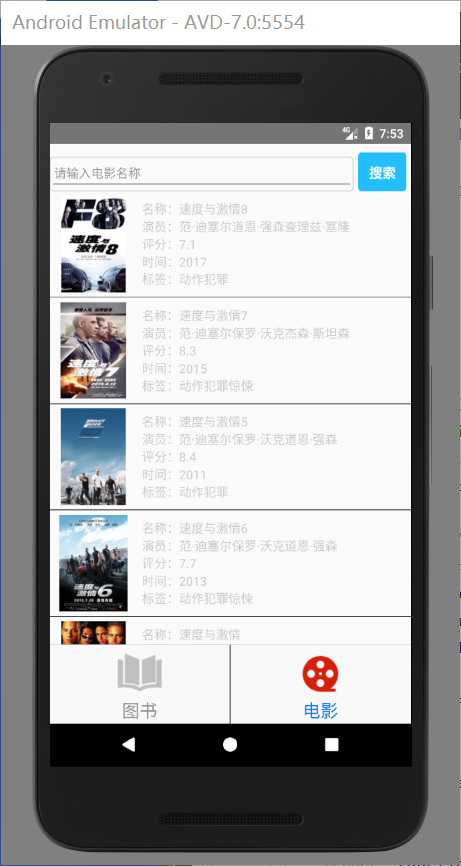 Android Emulator - AVD-7.0:5554
4G 7:53
请输入电影名称
搜索
F8
速度与激情8
名称：速度与激情8
演员：范·迪塞尔道恩·强森查理兹·塞隆
评分：7.1
时间：2017
标签：动作犯罪
速度与激情7
名称：速度与激情7
演员：范·迪塞尔保罗·沃克杰森·斯坦森
评分：8.3
时间：2015
标签：动作犯罪惊悚
名称：速度与激情5
演员：范·迪塞尔保罗·沃克道恩·强森
评分：8.4
时间：2011
标签：动作犯罪
速度与激情6
名称：速度与激情6
演员：范·迪塞尔保罗·沃克道恩·强森
评分：7.7
时间：2013
标签：动作犯罪惊悚
名称：速度与激情
图书
电影